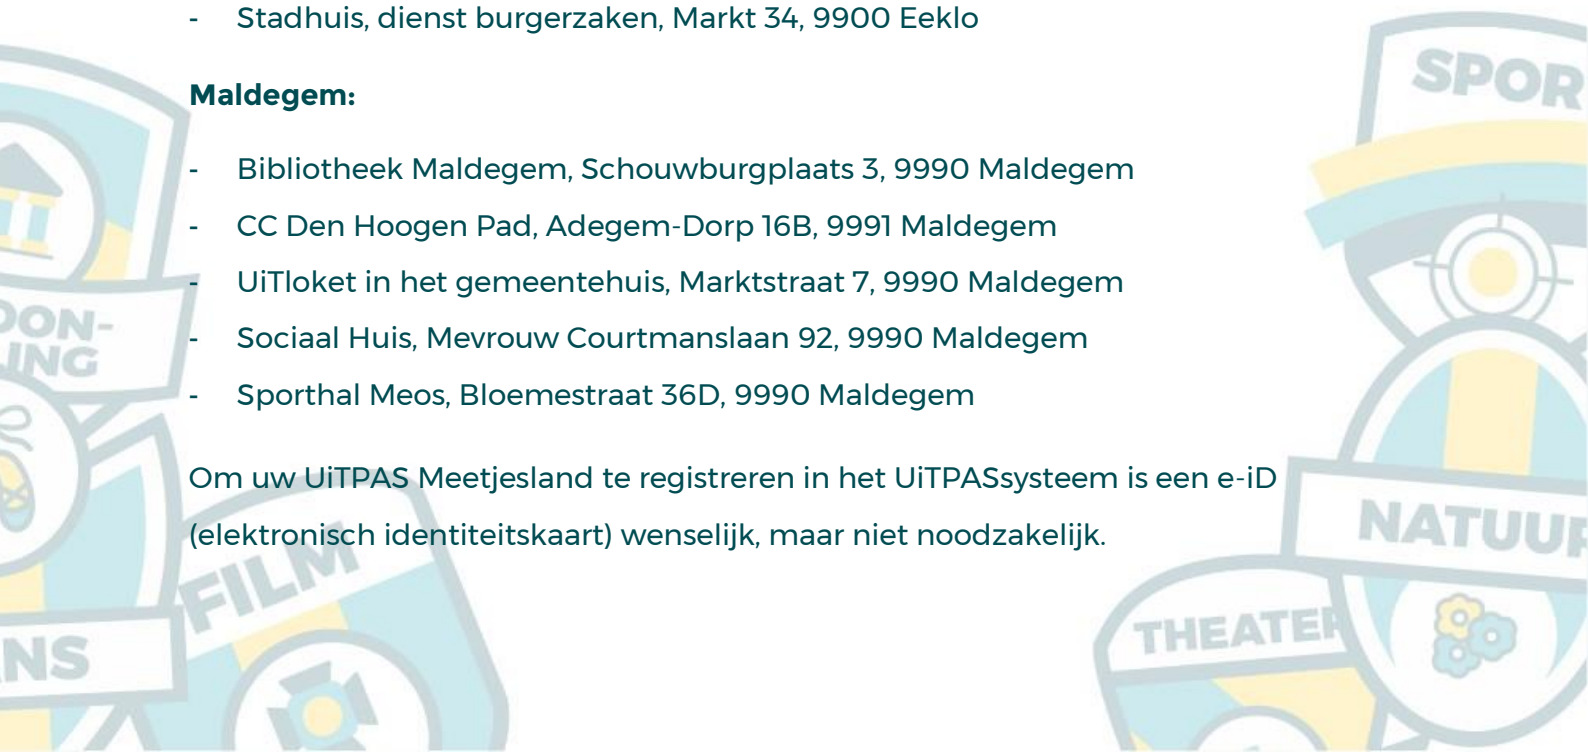 - Stadhuis, dienst burgerzaken, Markt 34, 9900 Eeklo
Maldegem:
- Bibliotheek Maldegem, Schouwburgplaats 3, 9990 Maldegem
- CC Den Hoogen Pad, Adegem-Dorp 16B, 9991 Maldegem
- UiTloket in het gemeentehuis, Marktstraat 7, 9990 Maldegem
- Sociaal Huis, Mevrouw Courtmanslaan 92, 9990 Maldegem
- Sporthal Meos, Bloemestraat 36D, 9990 Maldegem
Om uw UiTPAS Meetjesland te registreren in het UiTPASsysteem is een e-iD
(elektronisch identiteitskaart) wenselijk, maar niet noodzakelijk.
SPOR
OON-
LING
NATUUR
FILM
THEATER
ANS